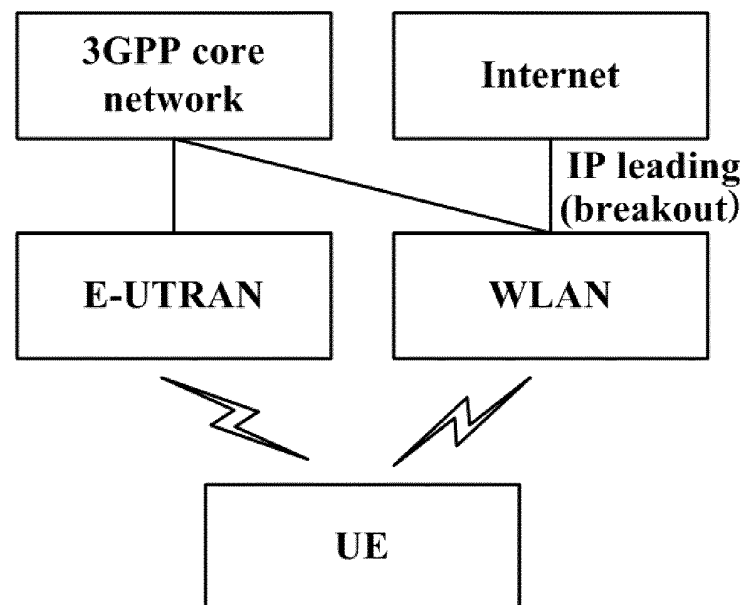 3GPP core
network
Internet
IP leading
(breakout)
E-UTRAN
WLAN
UE